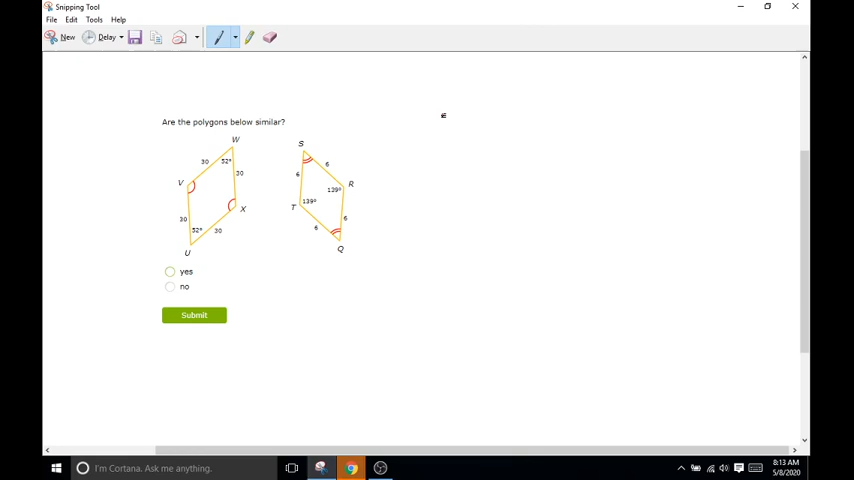 Snipping Tool
File Edit Tools Help
New Delay
Are the polygons below similar?
W
S
30 52°
6
30
6
V
139° R
X
T 139°
30
6
52° 30
6
U
Q
yes
no
Submit
I'm Cortana. Ask me anything.
8:13 AM
5/8/2020